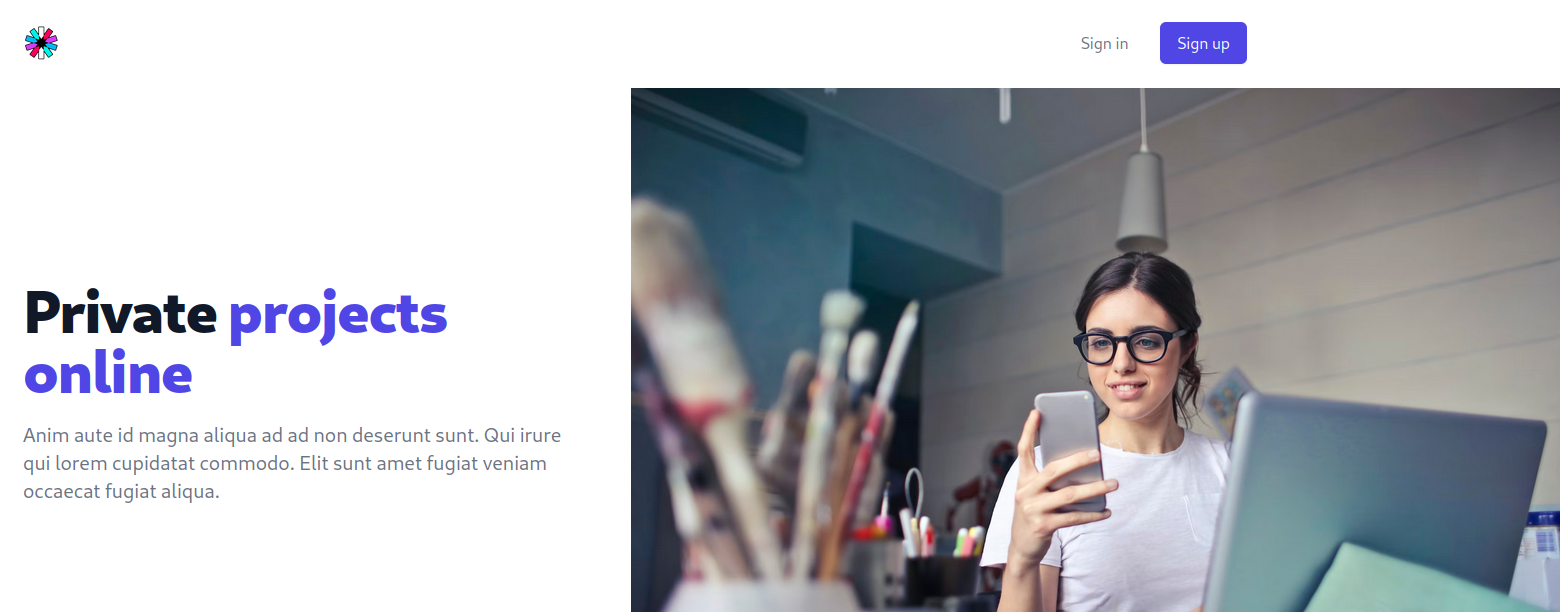 Sign in
Sign up
Private projects
online
Anim aute id magna aliqua ad ad non deserunt sunt. Qui irure
qui lorem cupidatat commodo. Elit sunt amet fugiat veniam
occaecat fugiat aliqua.